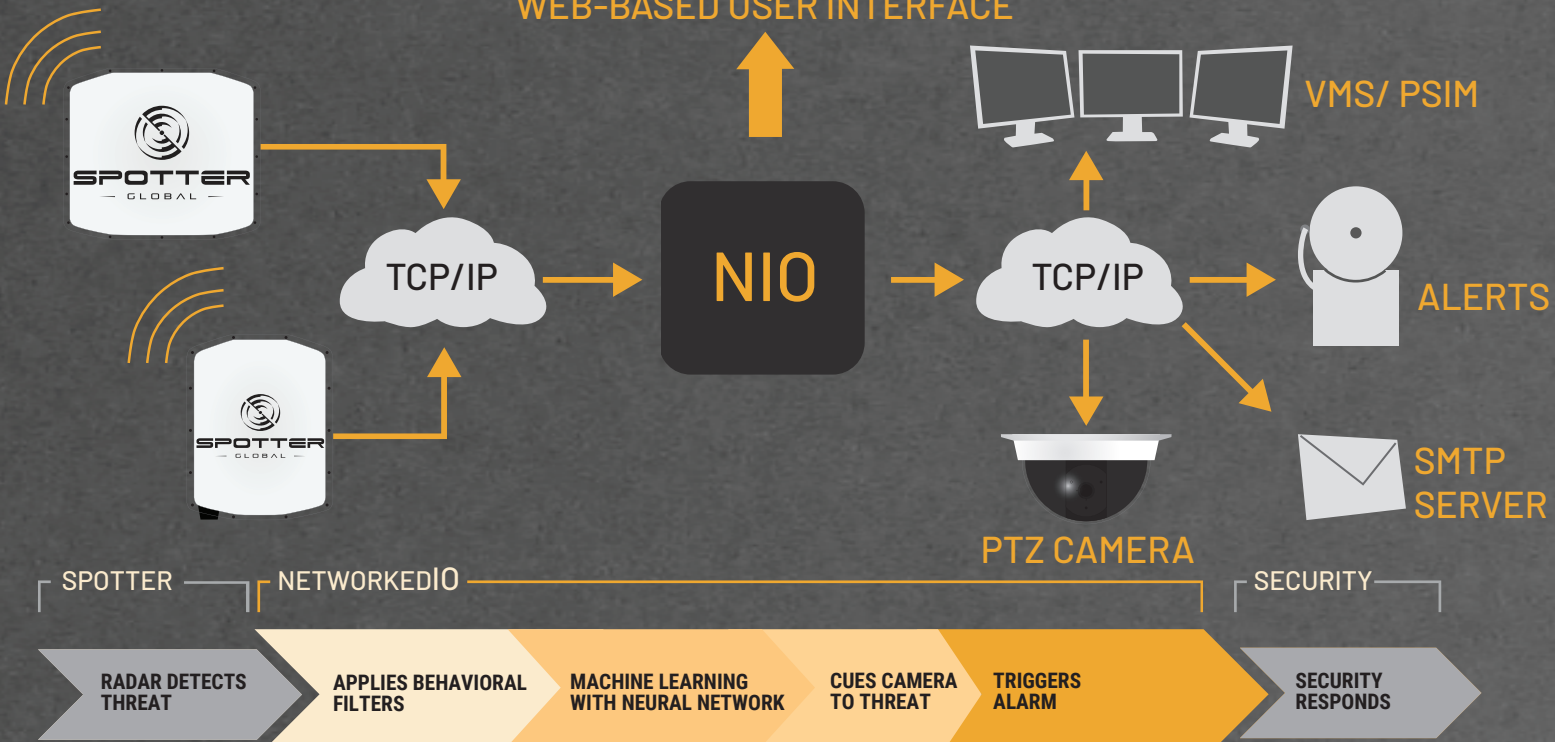 WEB-BASED USER INTERFACE
SPOTTER
GLOBAL
TCP/IP
NIO
TCP/IP
VMS/ PSIM
ALERTS
SPOTTER
GLOBAL
SMTP
SERVER
PTZ CAMERA
SPOTTER
NETWORKEDIO
SECURITY
RADAR DETECTS
THREAT
APPLIES BEHAVIORAL
FILTERS
MACHINE LEARNING
WITH NEURAL NETWORK
CUES CAMERA
TO THREAT
TRIGGERS
ALARM
SECURITY
RESPONDS